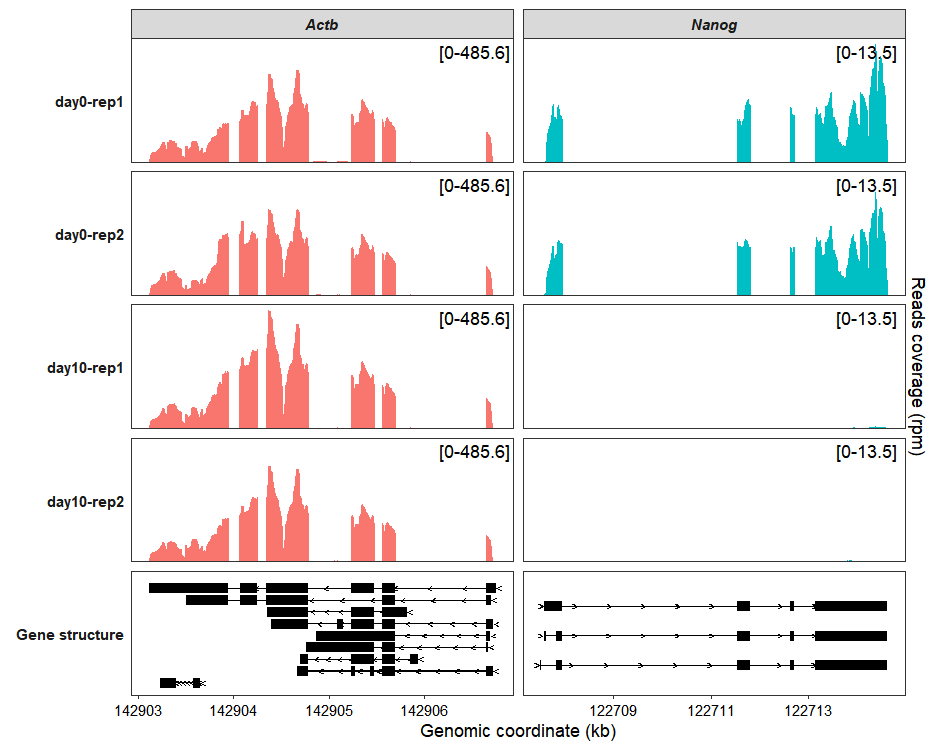 Actb Nanog
day0-rep1 [0-485.6] [0-13.5]
day0-rep2 [0-485.6] [0-13.5]
day10-rep1 [0-485.6] [0-13.5]
day10-rep2 [0-485.6] [0-13.5]
Reads coverage (rpm)
Gene structure
142903 142904 142905 142906 122709 122711 122713
Genomic coordinate (kb)